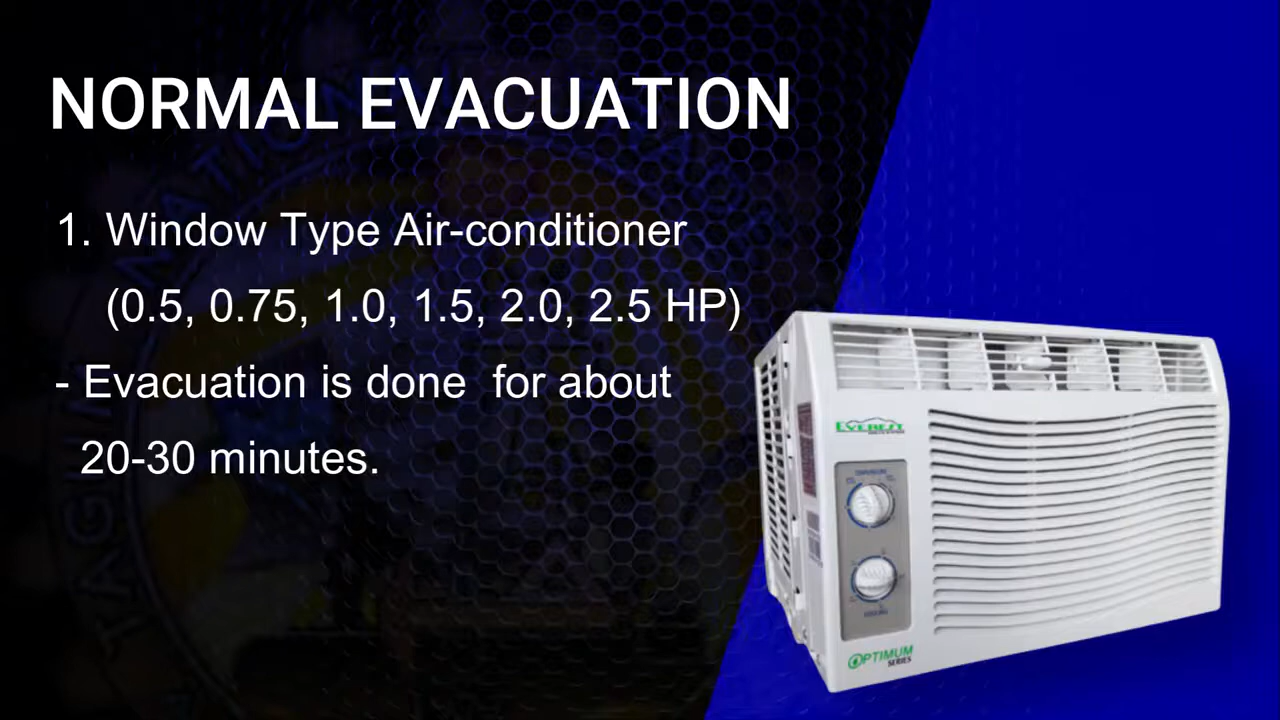 NORMAL EVACUATION
1. Window Type Air-conditioner
(0.5, 0.75, 1.0, 1.5, 2.0, 2.5 HP)
- Evacuation is done  for about
20-30 minutes.
EVEREST
OPTIMUM
SERIES